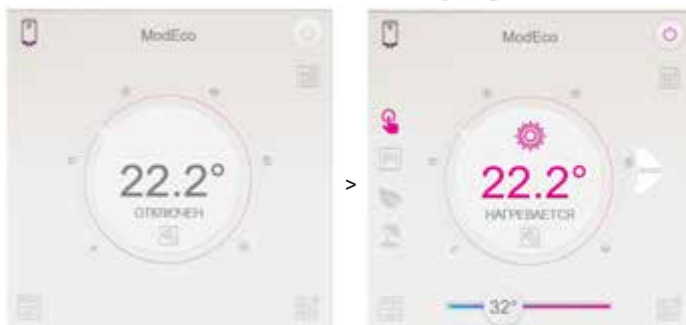 ModEco
22.2°
ОТКЛЮЧЕН
>
ModEco
22.2°
НАГРЕВАЕТСЯ
32°